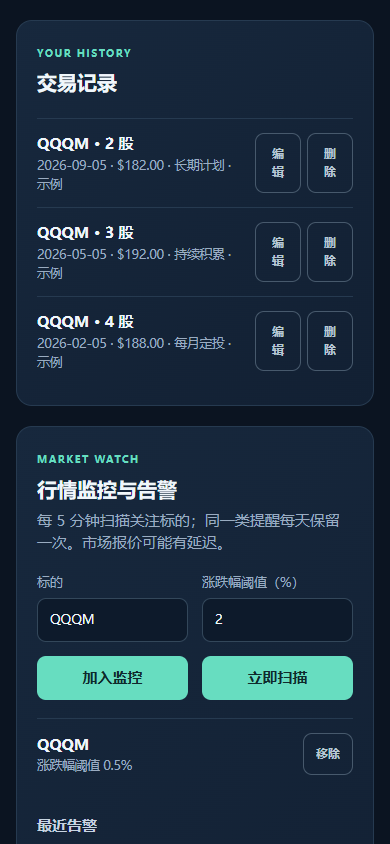 YOUR HISTORY
交易记录
QQQM • 2 股
2026-09-05 · $182.00 · 长期计划 ·
示例
编
辑
删
除
QQQM • 3 股
2026-05-05 · $192.00 · 持续积累 ·
示例
编
辑
删
除
QQQM • 4 股
2026-02-05 · $188.00 · 每月定投 ·
示例
编
辑
删
除
MARKET WATCH
行情监控与告警
每 5 分钟扫描关注标的；同一类提醒每天保留
一次。市场报价可能有延迟。
标的
涨跌幅阈值（%）
QQQM
2
加入监控
立即扫描
QQQM
涨跌幅阈值 0.5%
移除
最近告警